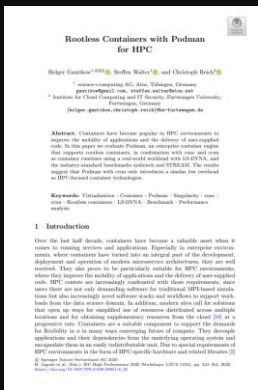 Rootless Containers with Podman
for HPC
Holger Gantikow, Steffen Walter, and Christoph Reich
science + computing AG, Atos, Tübingen, Germany
Institute for Cloud Computing and IT Security, Furtwangen University,
Furtwangen, Germany
Abstract. Containers have become popular in HPC environments to
improve the mobility of applications and the delivery of user-supplied
code. In this paper we evaluate Podman, an enterprise container engine
that supports rootless containers, in combination with runc and crun
as container runtimes using a real-world workload with LS-DYNA, and
the industry-standard benchmarks sysbench and STREAM. The results
suggest that Podman with crun only introduces a similar low overhead
as HPC-focused container technologies.
Keywords: Virtualization · Container · Podman · Singularity · runc ·
crun · Rootless containers · LS-DYNA · Benchmark · Performance
analysis
1 Introduction
Over the last half decade, containers have become a valuable asset when it
comes to running services and applications. Especially in enterprise environ-
ments, where containers have turned into an integral part of the development,
deployment and operation of modern microservice architectures, they are well
received. They also prove to be particularly suitable for HPC environments,
where they improve the mobility of applications and the delivery of user-supplied
code. HPC centers are increasingly confronted with those requirements, since
users there are not only demanding software for traditional MPI-based simula-
tions but also increasingly need software stacks and workflows to support work-
loads from the data science domain. In addition, modern sites call for solutions
that open up ways for simplified use of resources distributed across multiple
locations and for obtaining supplementary resources from the cloud at a
progressive rate. Containers are a suitable component to support the demands
for flexibility in a in many ways converging future of computer. They decouple
applications and their dependencies from the underlying operating system and
encapsulate them in an easily redistributable unit. Due to special requirements of
HPC environments in the form of HPC-specific hardware and related libraries [2]
© Springer Nature Switzerland AG 2020